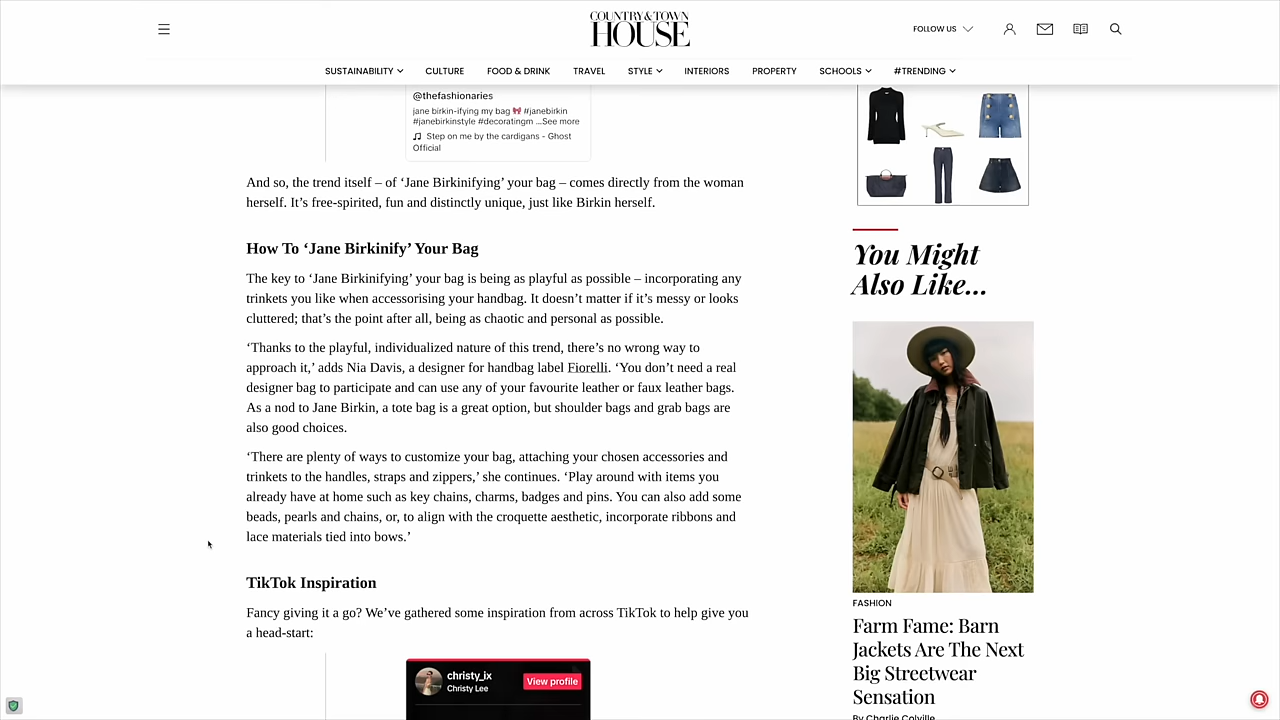 COUNTRY & TOWN
HOUSE
FOLLOW US
SUSTAINABILITY
CULTURE
FOOD & DRINK
TRAVEL
STYLE
INTERIORS
PROPERTY
SCHOOLS
#TRENDING
@thefashionaries
jane birkin-ifying my bag 🎀 #janebirkin
#janebirkinstyle #decoratingm ...See more
♫ Step on me by the cardigans - Ghost
Official
And so, the trend itself – of ‘Jane Birkinifying’ your bag – comes directly from the woman
herself. It’s free-spirited, fun and distinctly unique, just like Birkin herself.
How To ‘Jane Birkinify’ Your Bag
The key to ‘Jane Birkinifying’ your bag is being as playful as possible – incorporating any
trinkets you like when accessorising your handbag. It doesn’t matter if it’s messy or looks
cluttered; that’s the point after all, being as chaotic and personal as possible.
‘Thanks to the playful, individualized nature of this trend, there’s no wrong way to
approach it,’ adds Nia Davis, a designer for handbag label Fiorelli. ‘You don’t need a real
designer bag to participate and can use any of your favourite leather or faux leather bags.
As a nod to Jane Birkin, a tote bag is a great option, but shoulder bags and grab bags are
also good choices.
‘There are plenty of ways to customize your bag, attaching your chosen accessories and
trinkets to the handles, straps and zippers,’ she continues. ‘Play around with items you
already have at home such as key chains, charms, badges and pins. You can also add some
beads, pearls and chains, or, to align with the croquette aesthetic, incorporate ribbons and
lace materials tied into bows.’
TikTok Inspiration
Fancy giving it a go? We’ve gathered some inspiration from across TikTok to help give you
a head-start:
christy_ix
Christy Lee
View profile
You Might
Also Like...
FASHION
Farm Fame: Barn
Jackets Are The Next
Big Streetwear
Sensation
By Charlie Colville